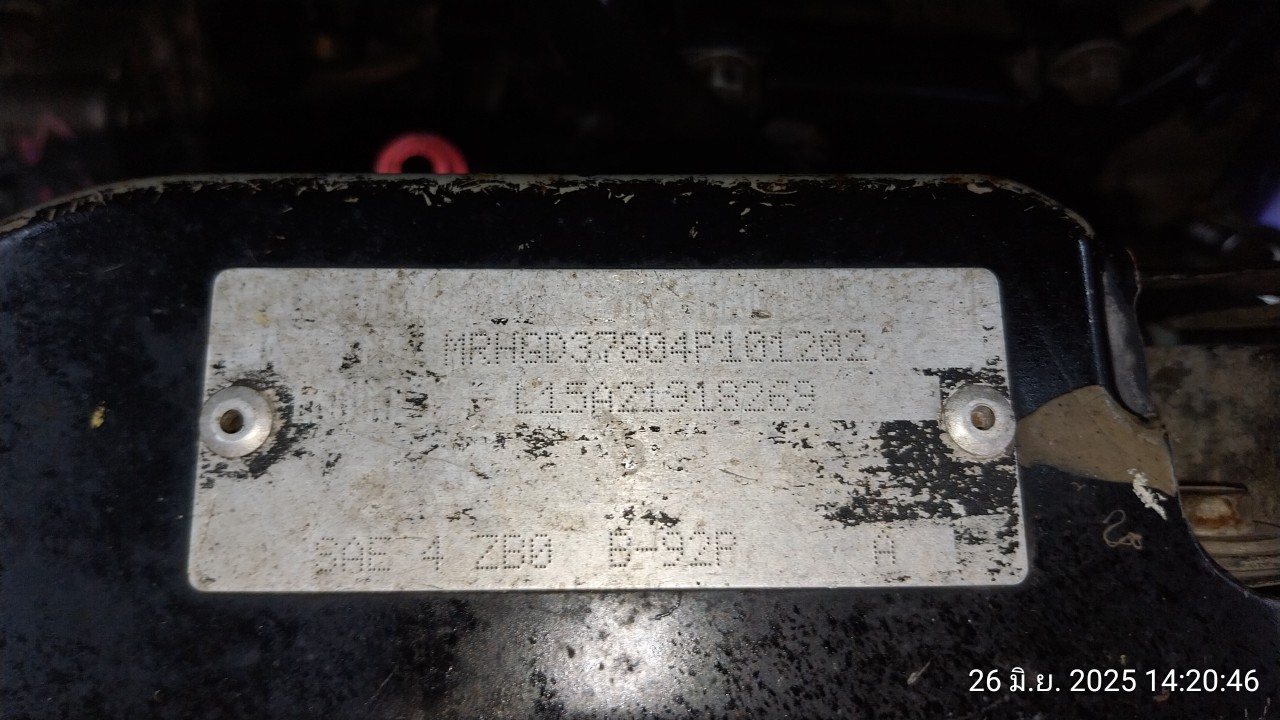 MRHGD37804P101202
L15A21918269
SAE 4 ZB0 B-92P A
26 มิ.ย. 2025 14:20:46